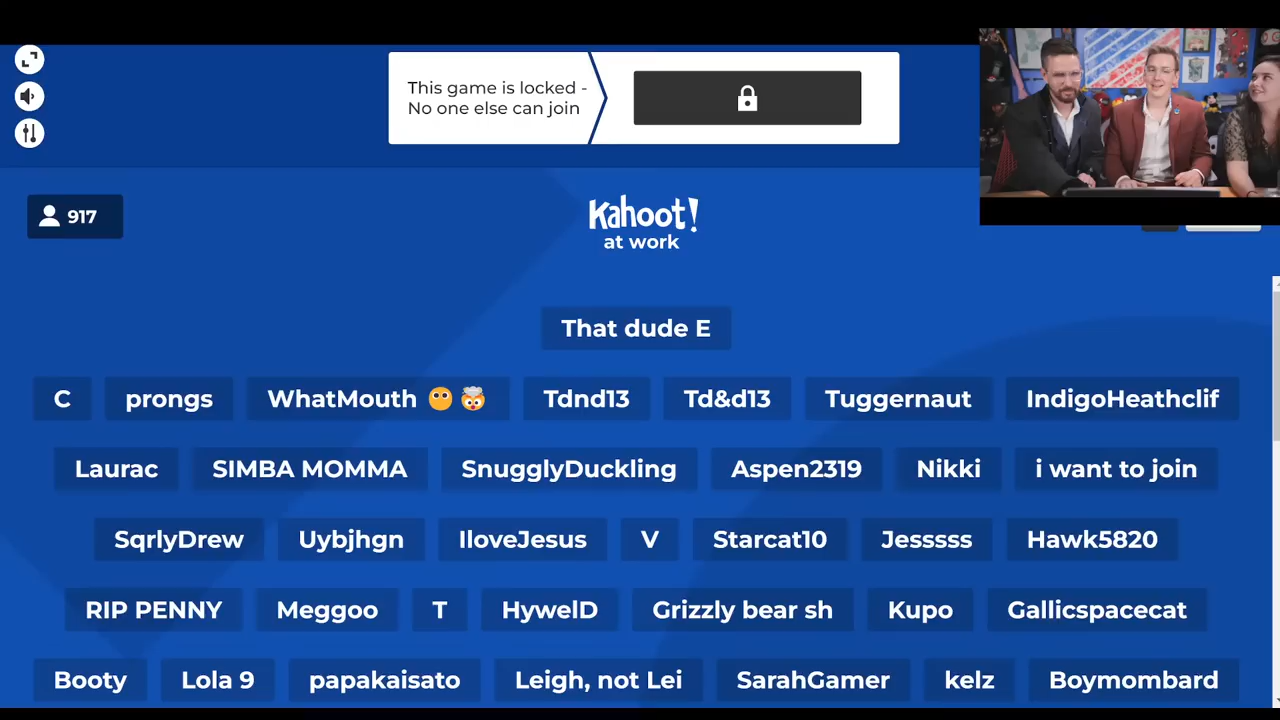 This game is locked -
No one else can join
917
Kahoot!
at work
That dude E
C prongs WhatMouth 😶 🤯 Tdnd13 Td&d13 Tuggernaut IndigoHeathclif
Laurac SIMBA MOMMA SnugglyDuckling Aspen2319 Nikki i want to join
SqrlyDrew Uybjhgn IloveJesus V Starcat10 Jesssss Hawk5820
RIP PENNY Meggoo T HywelD Grizzly bear sh Kupo Gallicspacecat
Booty Lola 9 papakaisato Leigh, not Lei SarahGamer kelz Boymombard